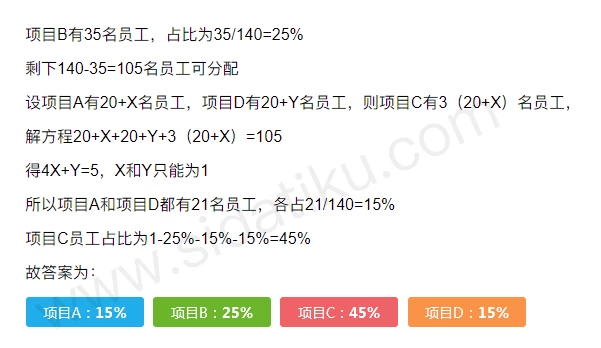 项目B有35名员工，占比为35/140=25%
剩下140-35=105名员工可分配
设项目A有20+X名员工，项目D有20+Y名员工，则项目C有3（20+X）名员工，
解方程20+X+20+Y+3（20+X）=105
得4X+Y=5，X和Y只能为1
所以项目A和项目D都有21名员工，各占21/140=15%
项目C员工占比为1-25%-15%-15%=45%
故答案为：
项目A：15% 项目B：25% 项目C：45% 项目D：15%
www.sidatiku.com